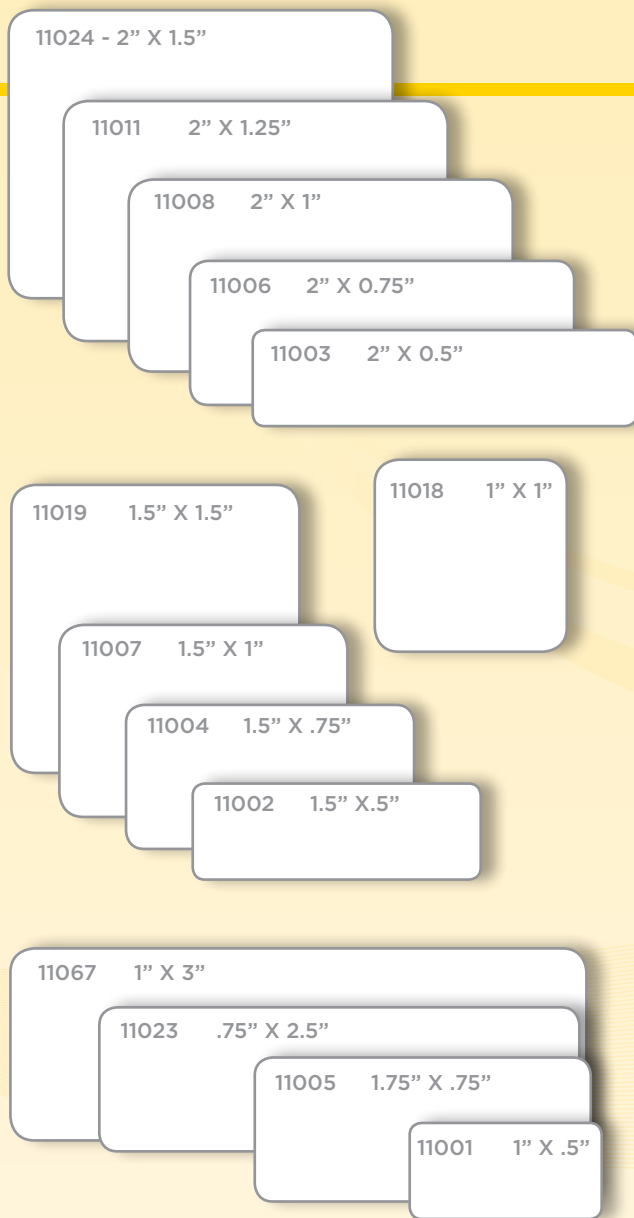 11024 - 2” X 1.5”
11011 2” X 1.25”
11008 2” X 1”
11006 2” X 0.75”
11003 2” X 0.5”
11018 1” X 1”
11019 1.5” X 1.5”
11007 1.5” X 1”
11004 1.5” X .75”
11002 1.5” X.5”
11067 1” X 3”
11023 .75” X 2.5”
11005 1.75” X .75”
11001 1” X .5”